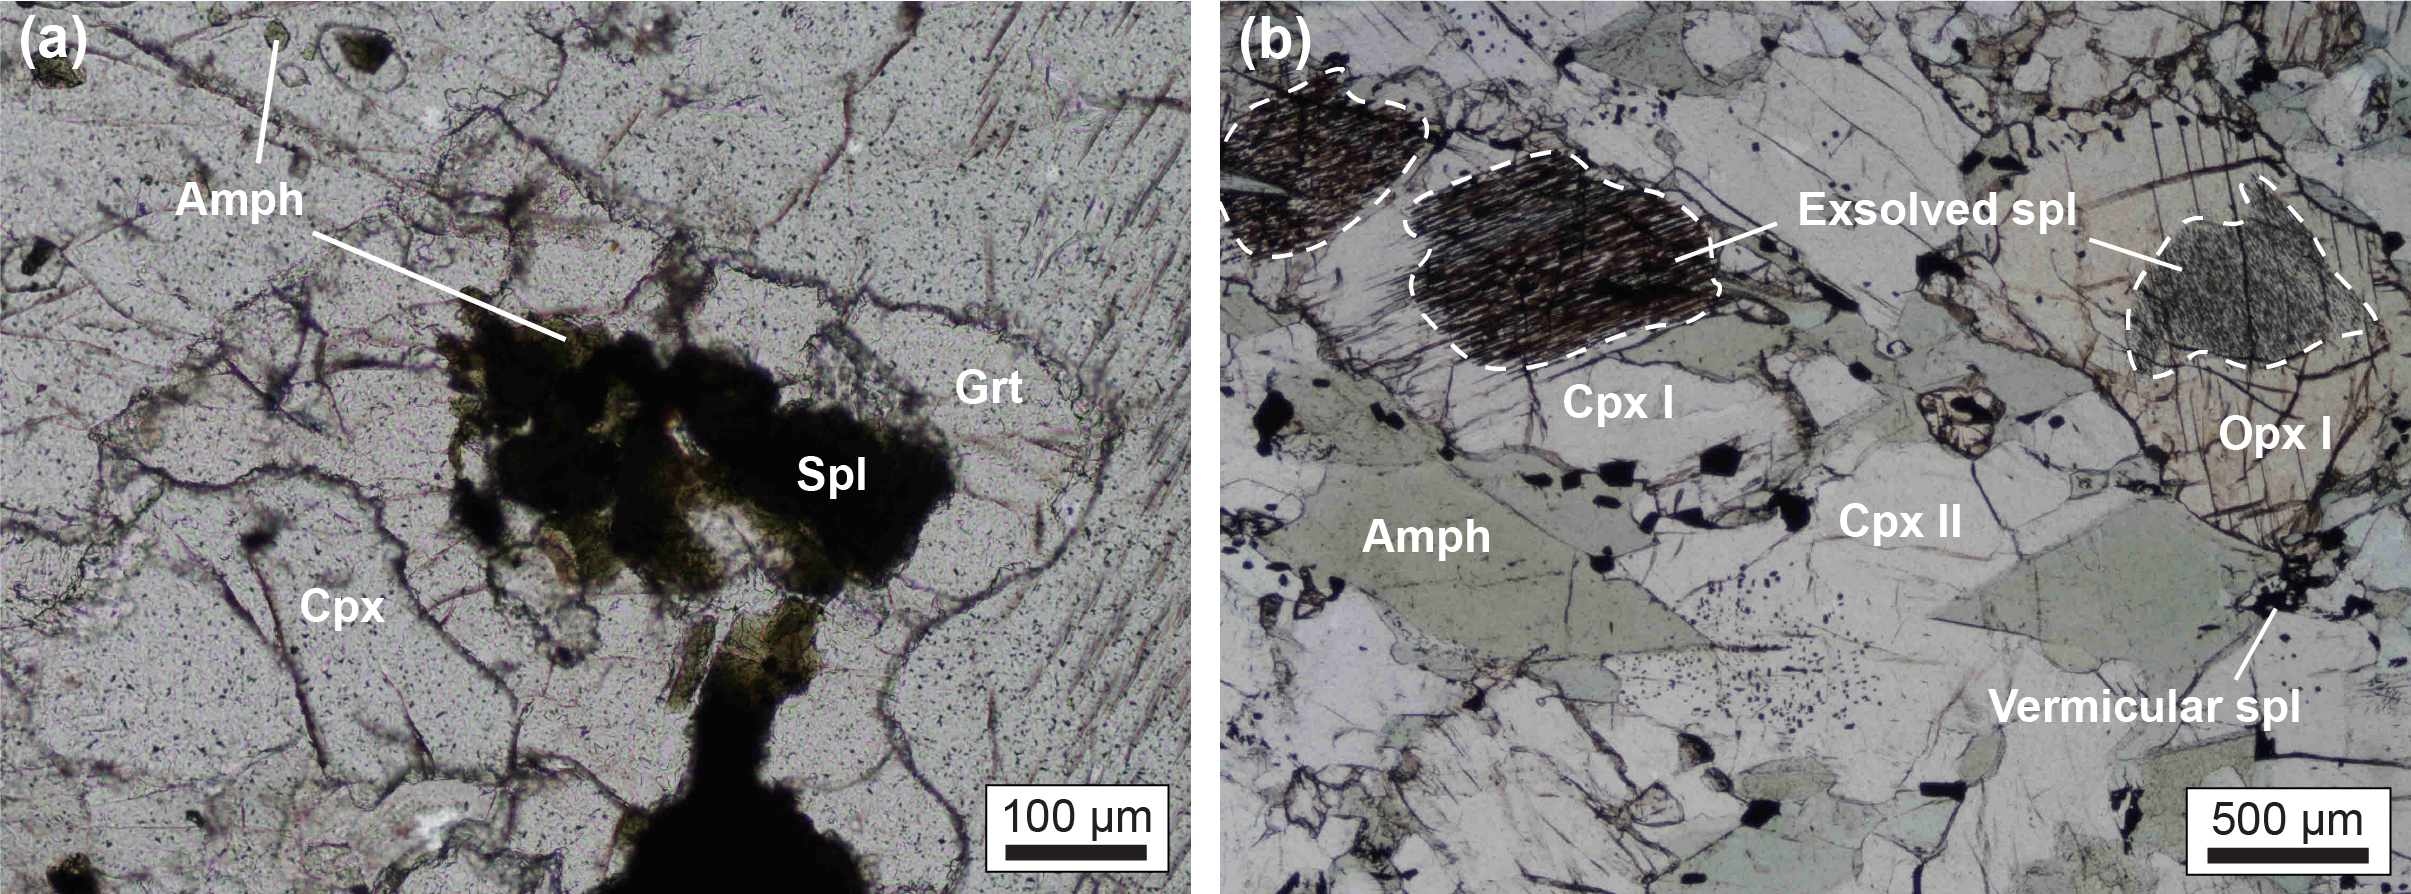 (a)
Amph
Grt
Spl
Cpx
100 µm
(b)
Exsolved spl
Cpx I
Opx I
Amph
Cpx II
Vermicular spl
500 µm